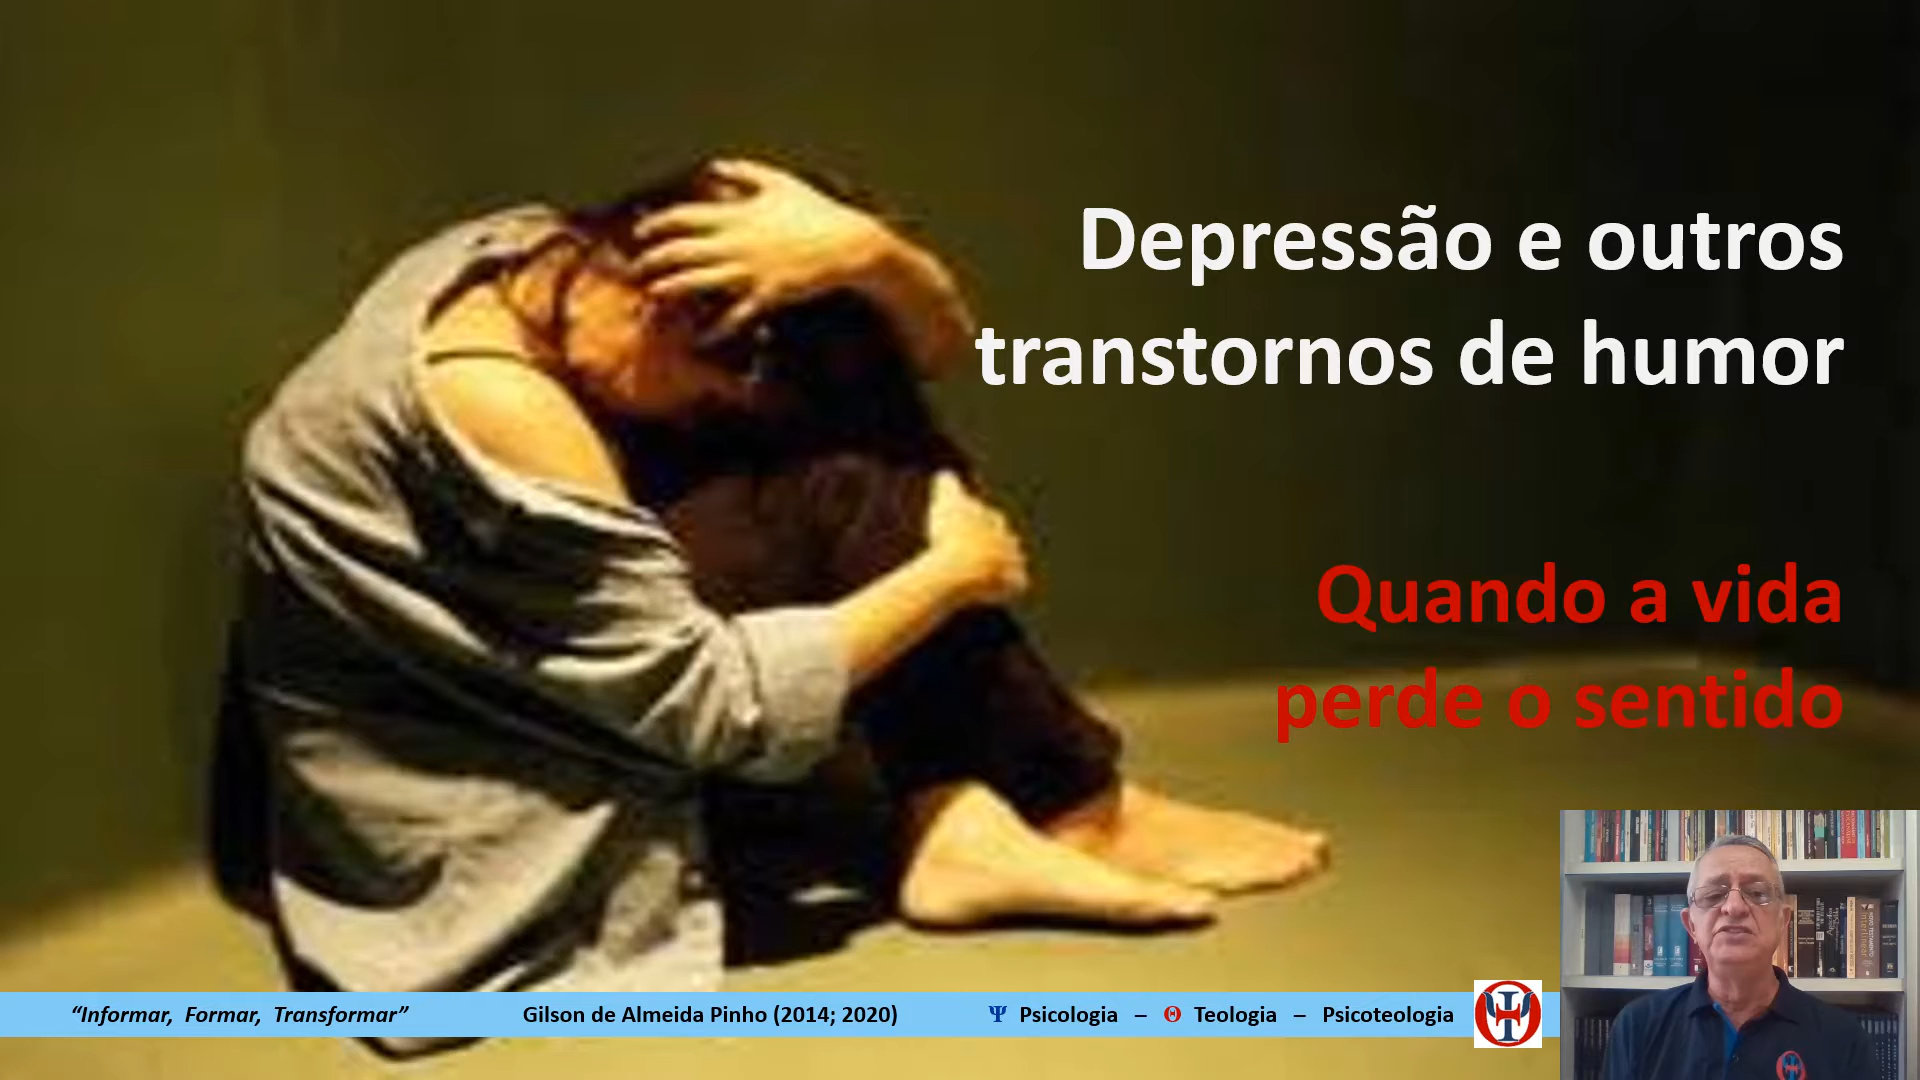 Depressão e outros
transtornos de humor
Quando a vida
perde o sentido
“Informar, Formar, Transformar”
Gilson de Almeida Pinho (2014; 2020)
Ψ Psicologia – Θ Teologia – Psicoteologia